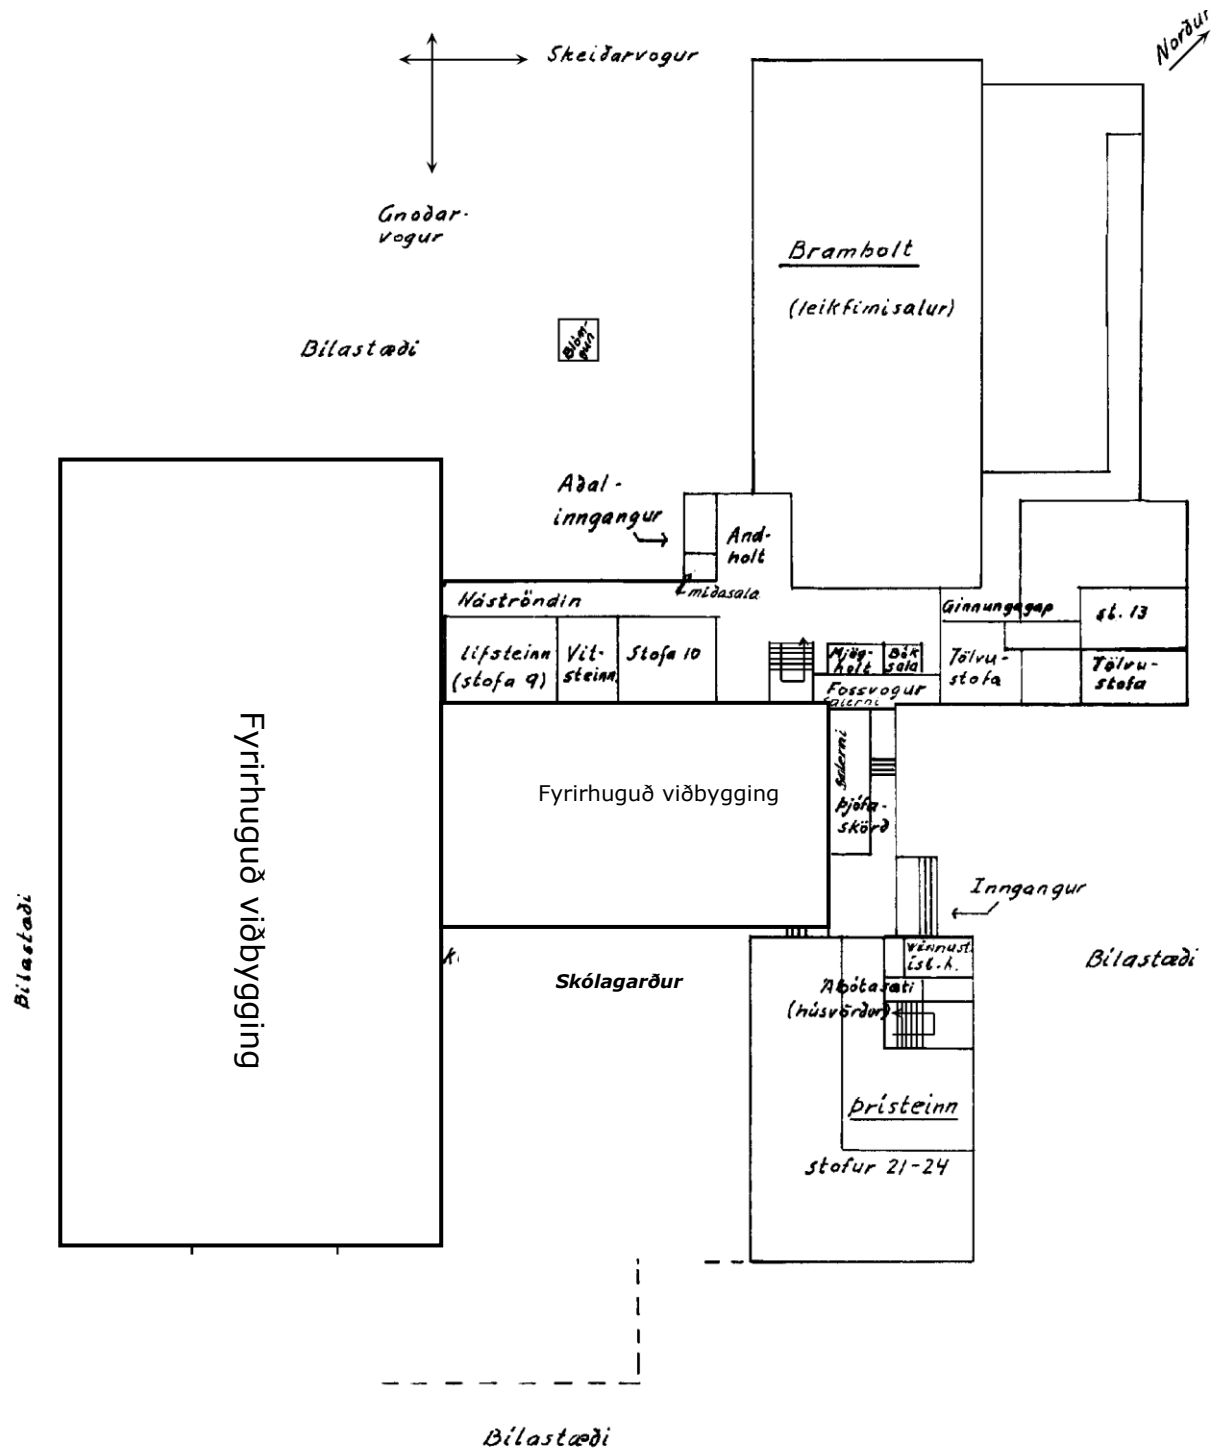 Norður
Skeiðarvogur
Gnoðar-
vogur
Bramholt
(leikfimisalur)
Bílastæði
Aðal-
inngangur
And-
holt
miðasala
Náströndin
Ginnungagap
st. 13
Lífsteinn
(stofa 9)
Vit-
steinn
Stofa 10
Mjög-
holt
Bók
sala
Tölvu-
stofa
Tölvu-
stofa
Fossvogur
Salerni
Salerni
Fyrirhuguð viðbygging
Fyrirhuguð viðbygging
Þjófa-
skörð
Inngangur
Bílastæði
Skólagarður
Vinnust.
ísl.h.
Bílastæði
Abótasæti
(húsvörður)
Þrísteinn
stofur 21-24
Bílastæði